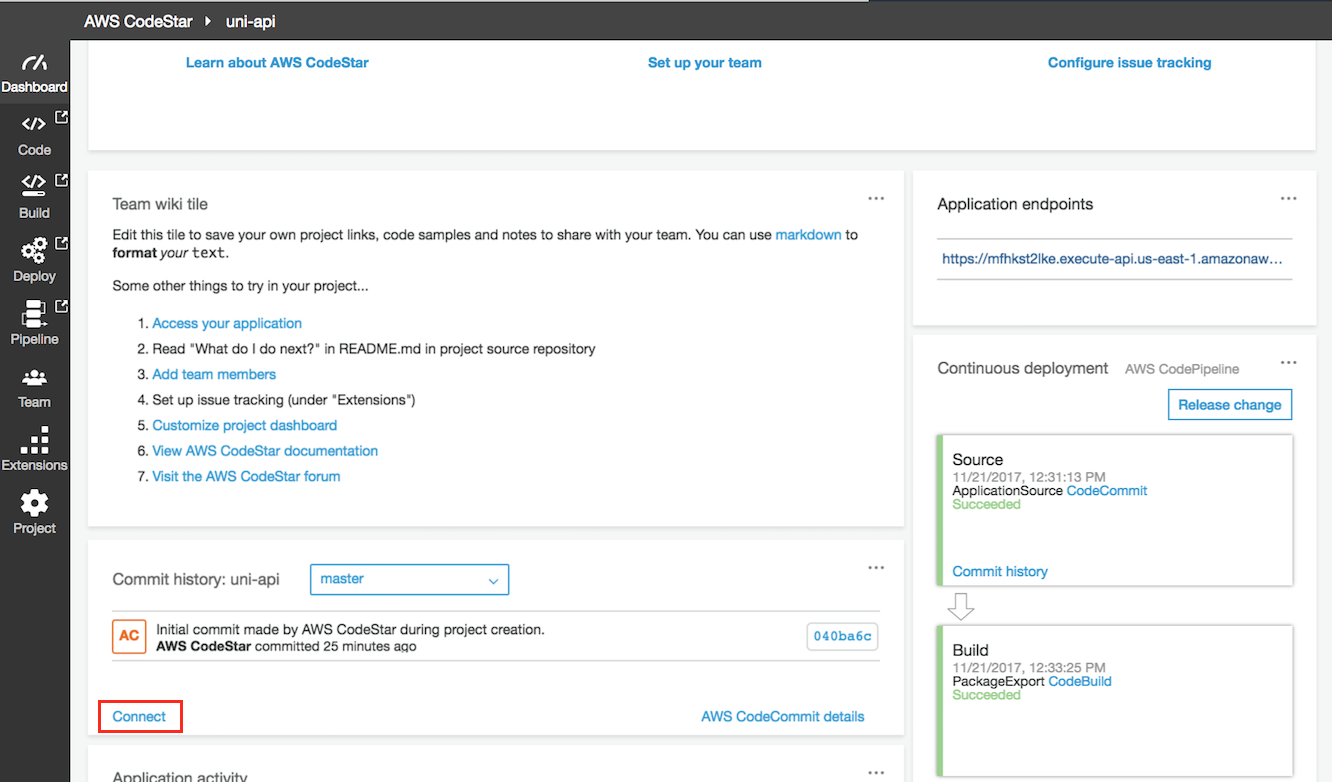 AWS CodeStar uni-api
Dashboard
Code
Build
Deploy
Pipeline
Team
Extensions
Project
Learn about AWS CodeStar
Set up your team
Configure issue tracking
Team wiki tile
Edit this tile to save your own project links, code samples and notes to share with your team. You can use markdown to
format your text.
Some other things to try in your project...
1. Access your application
2. Read "What do I do next?" in README.md in project source repository
3. Add team members
4. Set up issue tracking (under "Extensions")
5. Customize project dashboard
6. View AWS CodeStar documentation
7. Visit the AWS CodeStar forum
Commit history: uni-api
master
AC
Initial commit made by AWS CodeStar during project creation.
AWS CodeStar committed 25 minutes ago
040ba6c
Connect
AWS CodeCommit details
Application activity
Application endpoints
https://mfhkst2lke.execute-api.us-east-1.amazonaw...
Continuous deployment AWS CodePipeline
Release change
Source
11/21/2017, 12:31:13 PM
ApplicationSource CodeCommit
Succeeded
Commit history
Build
11/21/2017, 12:33:25 PM
PackageExport CodeBuild
Succeeded